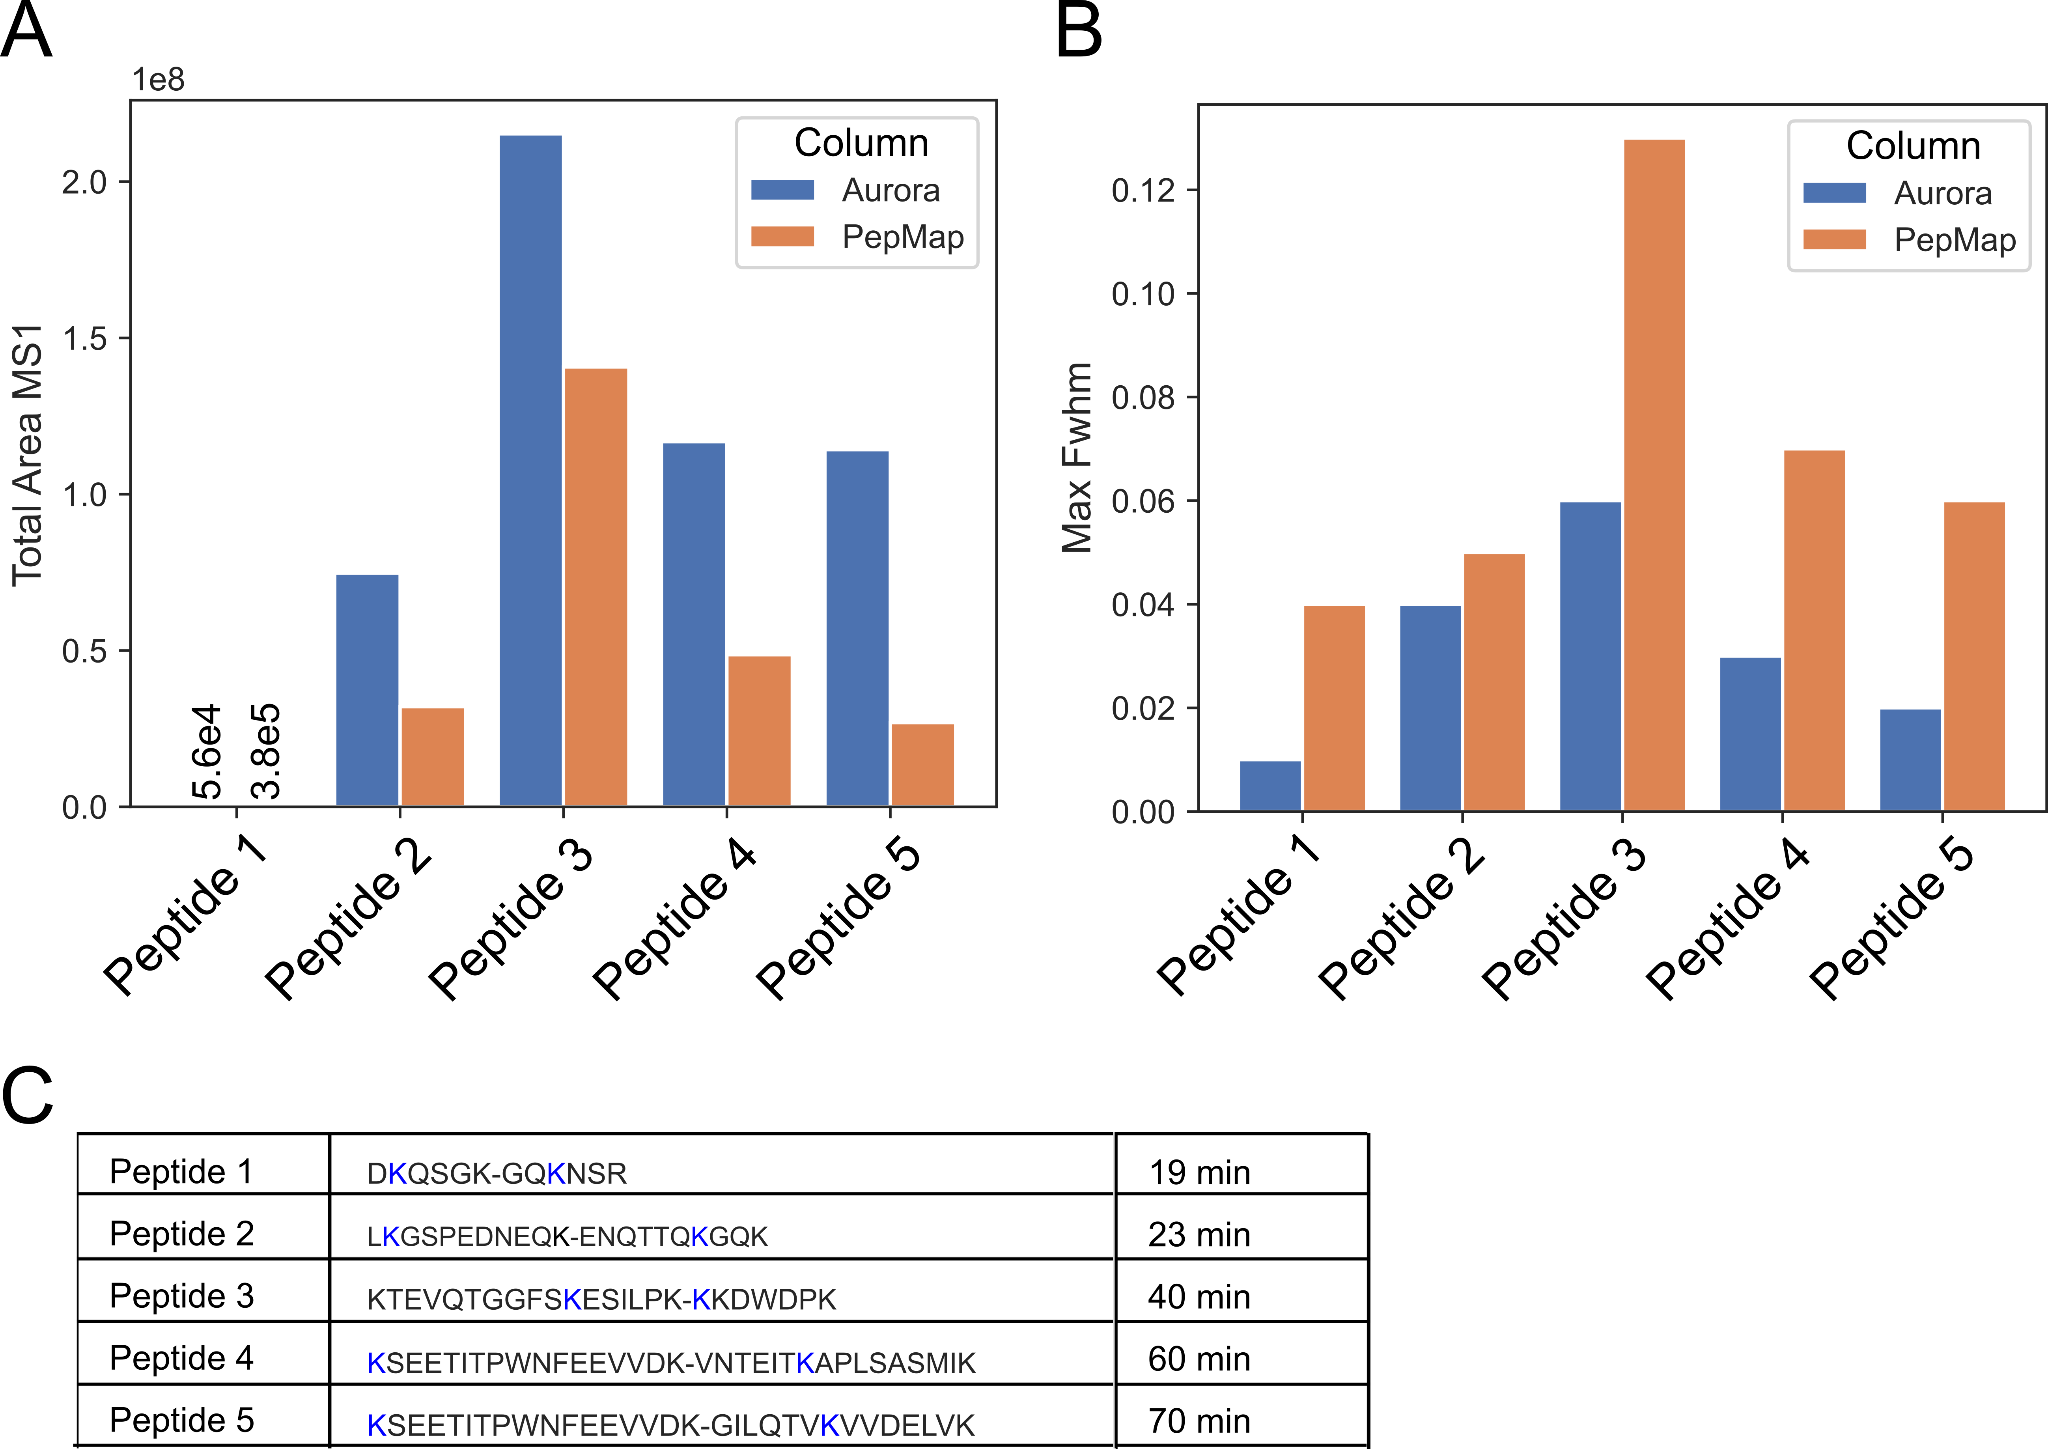 A
1e8
Total Area MS1
2.0
1.5
1.0
0.5
0.0
Column
Aurora
PepMap
5.6e4
3.8e5
Peptide 1
Peptide 2
Peptide 3
Peptide 4
Peptide 5
B
Max Fwhm
0.12
0.10
0.08
0.06
0.04
0.02
0.00
Column
Aurora
PepMap
Peptide 1
Peptide 2
Peptide 3
Peptide 4
Peptide 5
C
Peptide 1 DKQSGK-GQKNSR 19 min
Peptide 2 LKGSPEDNEQK-ENQTTQKGQK 23 min
Peptide 3 KTEVQTGGFSKESILPK-KKDWDPK 40 min
Peptide 4 KSEETITPWNFEEVVDK-VNTEITKAPLSASMIK 60 min
Peptide 5 KSEETITPWNFEEVVDK-GILQTVKVVDELVK 70 min